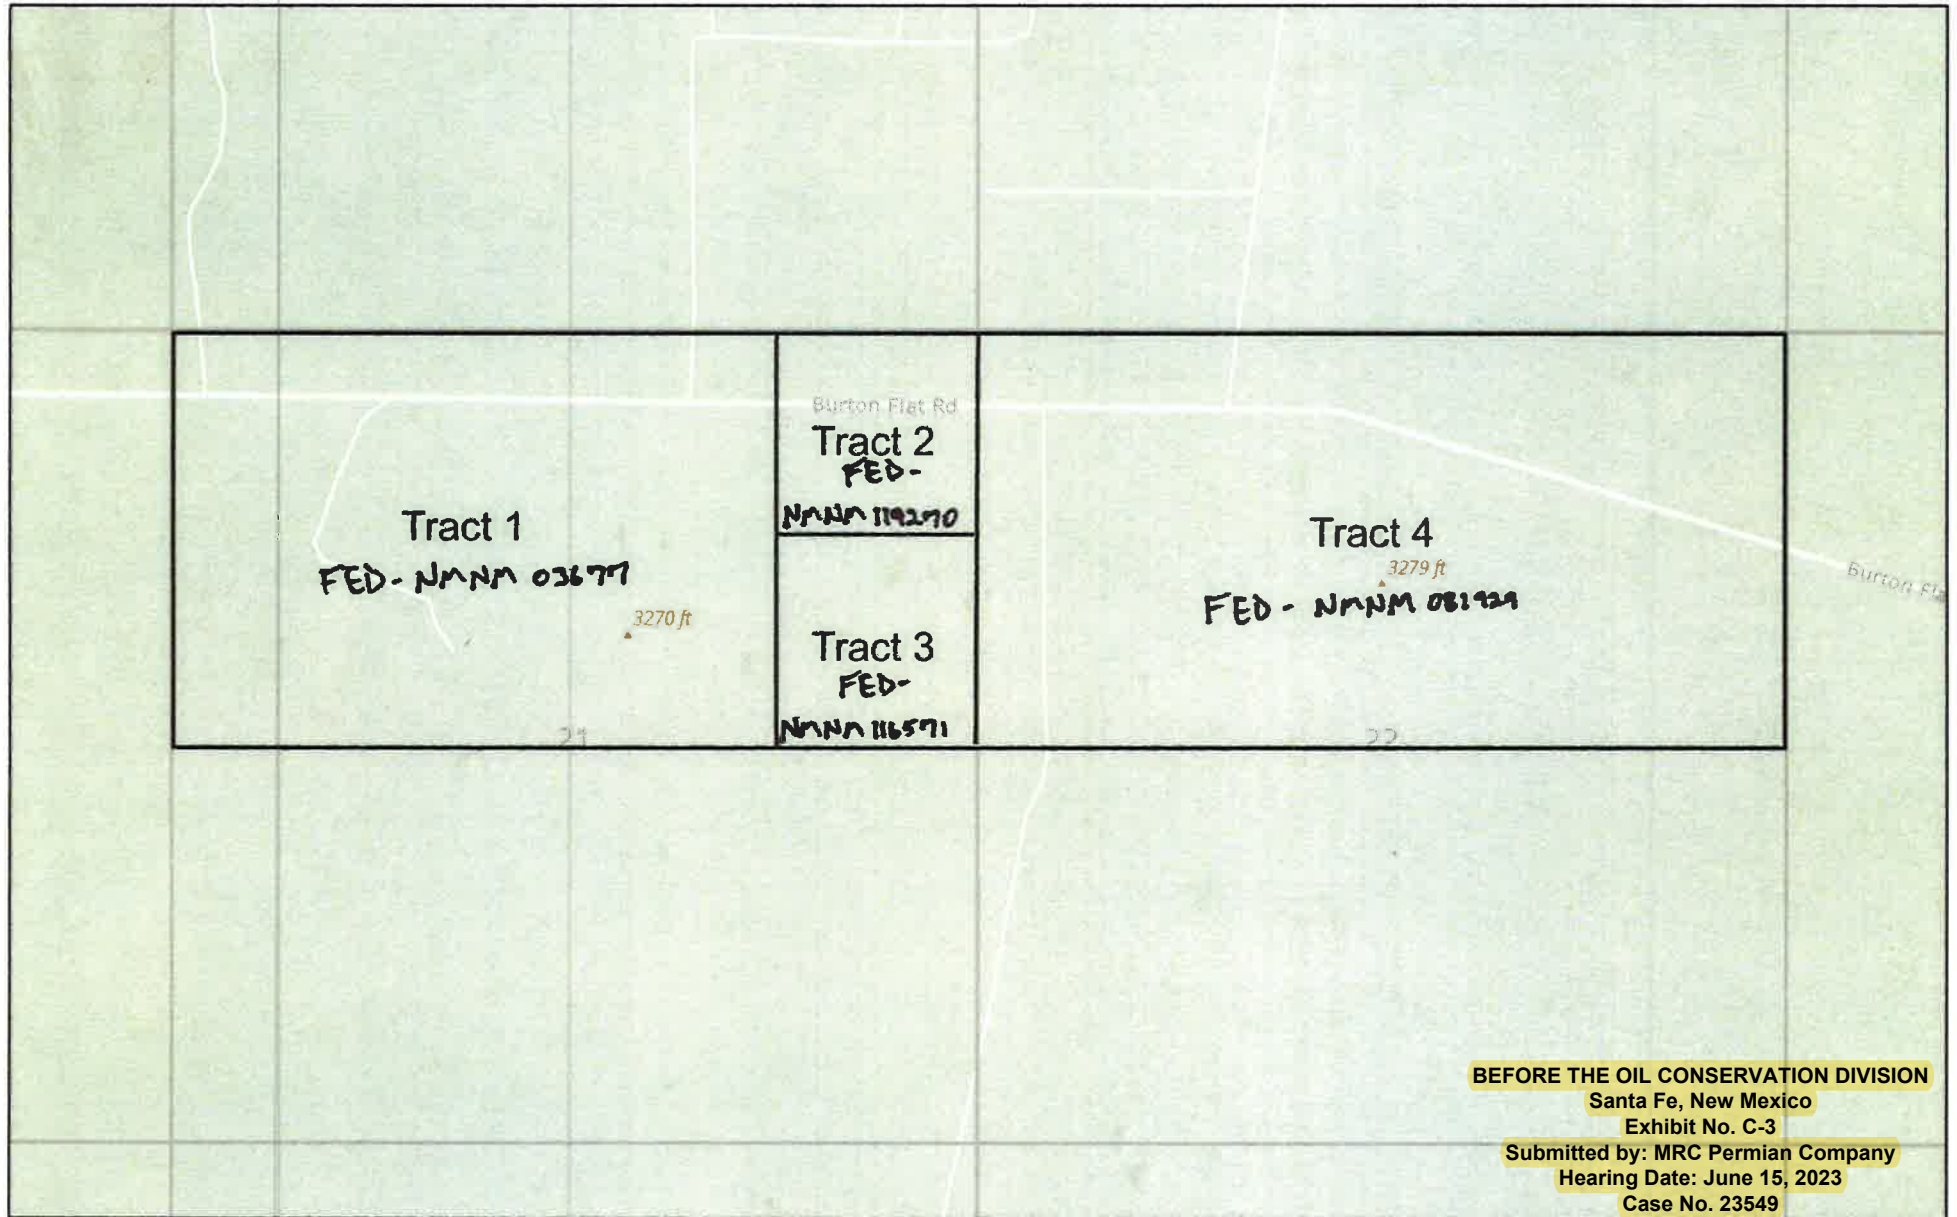 Burton Flat Rd
Tract 2
FED-
NMNM 119270
Tract 1
FED- NMNM 03677
3270 ft
Tract 4
3279 ft
FED - NMNM 081929
Burton Fla
Tract 3
FED-
NMNM 116571
21
22
BEFORE THE OIL CONSERVATION DIVISION
Santa Fe, New Mexico
Exhibit No. C-3
Submitted by: MRC Permian Company
Hearing Date: June 15, 2023
Case No. 23549